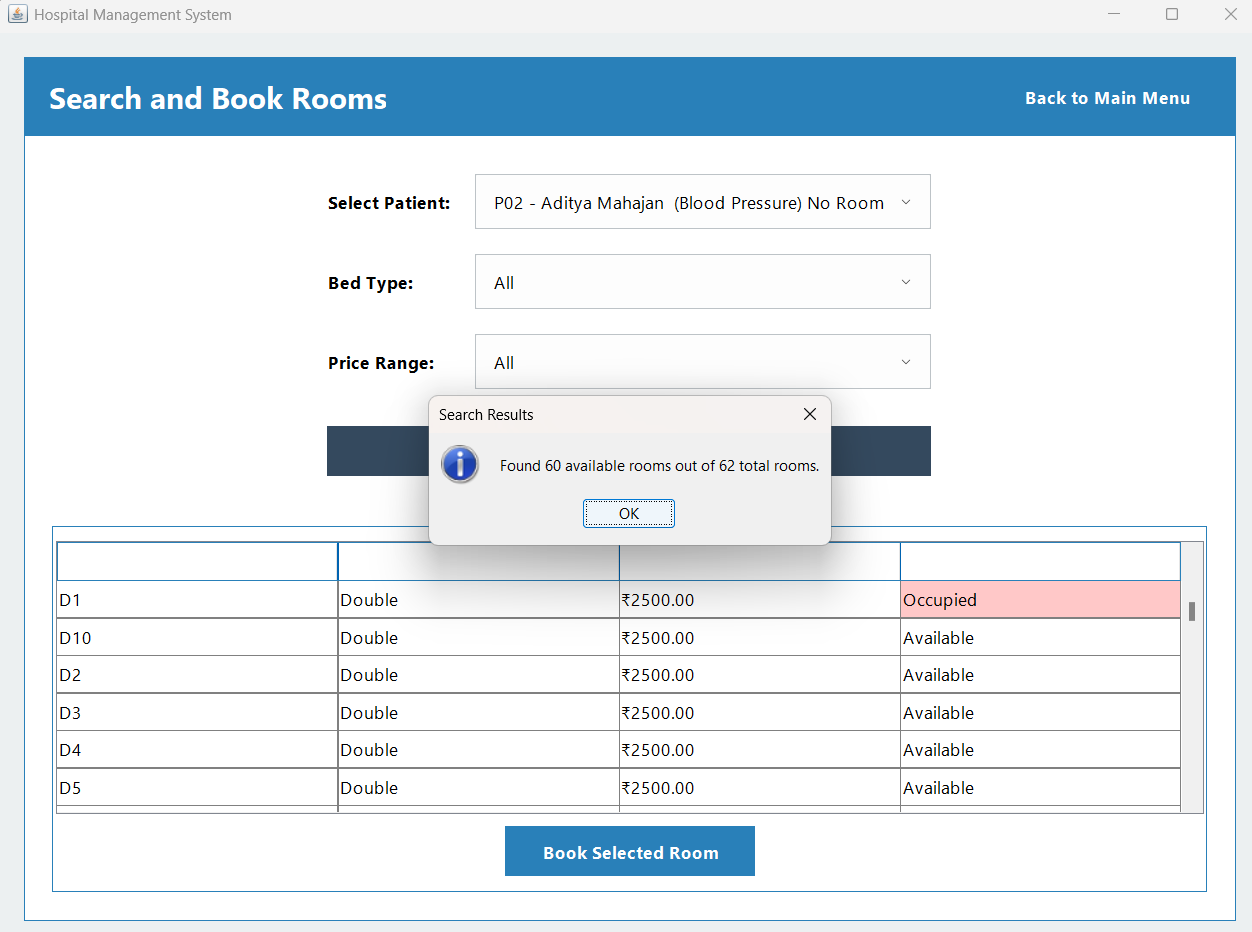 Hospital Management System
Search and Book Rooms
Back to Main Menu
Select Patient: P02 - Aditya Mahajan  (Blood Pressure) No Room
Bed Type: All
Price Range: All
Search Results
Found 60 available rooms out of 62 total rooms.
OK
D1 Double ₹2500.00 Occupied
D10 Double ₹2500.00 Available
D2 Double ₹2500.00 Available
D3 Double ₹2500.00 Available
D4 Double ₹2500.00 Available
D5 Double ₹2500.00 Available
Book Selected Room